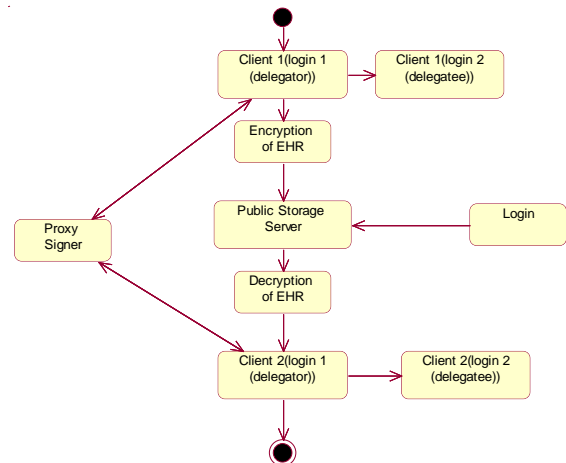 Client 1(login 1
(delegator))
Client 1(login 2
(delegatee))
Encryption
of EHR
Public Storage
Server
Login
Proxy
Signer
Decryption
of EHR
Client 2(login 1
(delegator))
Client 2(login 2
(delegatee))